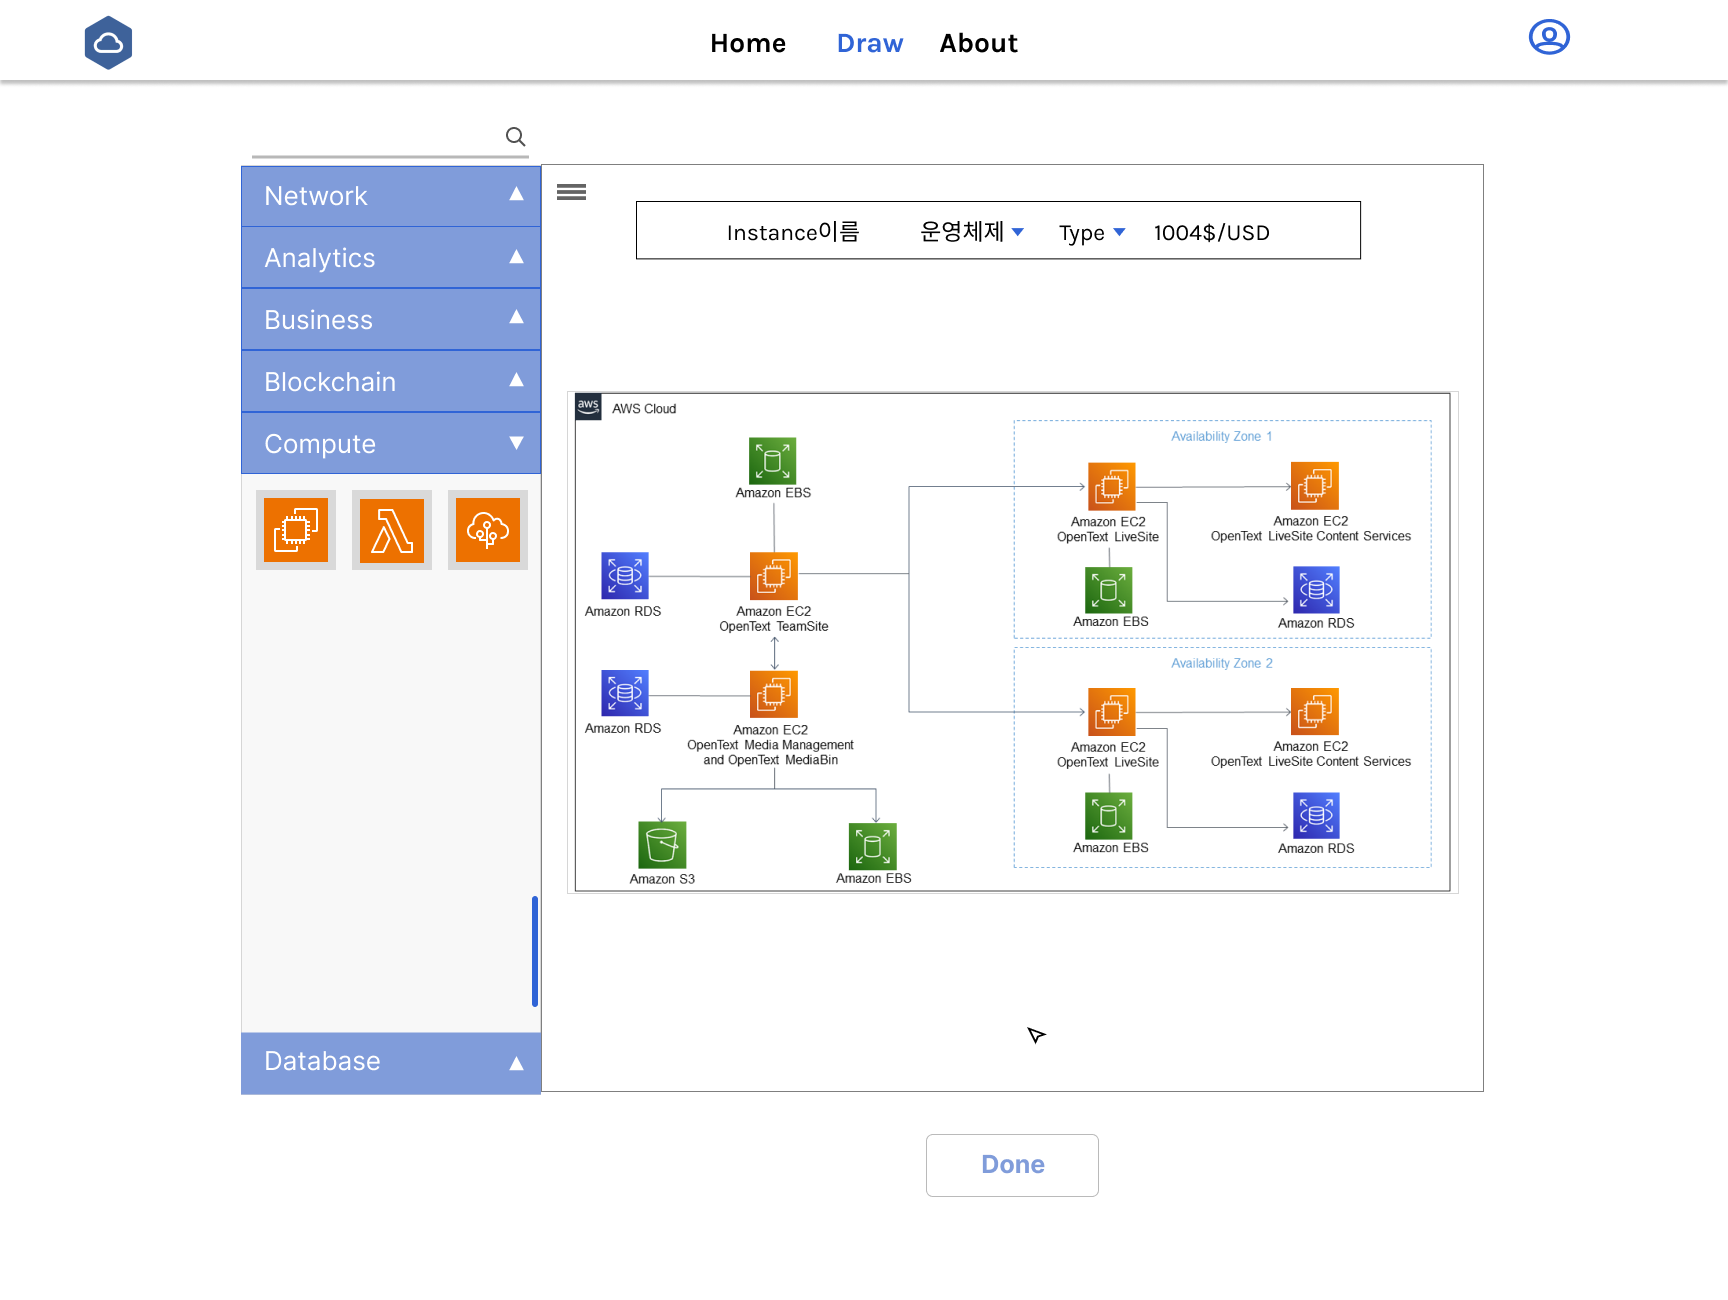 Home Draw About
Network
Analytics
Business
Blockchain
Compute
Database
Instance이름 운영체제 Type 1004$/USD
aws
AWS Cloud
Amazon EBS
Amazon RDS
Amazon EC2
OpenText TeamSite
Amazon RDS
Amazon EC2
OpenText Media Management
and OpenText MediaBin
Amazon S3
Amazon EBS
Availability Zone 1
Amazon EC2
OpenText LiveSite
Amazon EC2
OpenText LiveSite Content Services
Amazon EBS
Amazon RDS
Availability Zone 2
Amazon EC2
OpenText LiveSite
Amazon EC2
OpenText LiveSite Content Services
Amazon EBS
Amazon RDS
Done